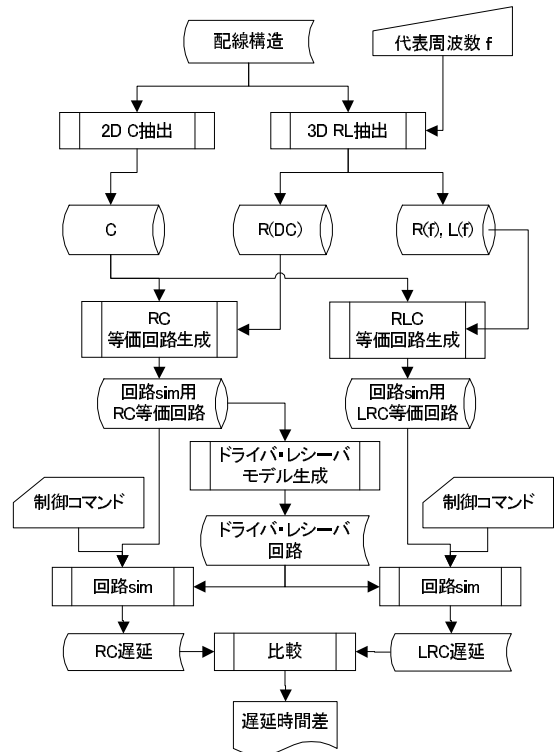 配線構造
代表周波数 f
2D C抽出
3D RL抽出
C
R(DC)
R(f), L(f)
RC
等価回路生成
RLC
等価回路生成
回路sim用
RC等価回路
回路sim用
LRC等価回路
ドライバ・レシーバ
モデル生成
制御コマンド
制御コマンド
ドライバ・レシーバ
回路
回路sim
回路sim
RC遅延
比較
LRC遅延
遅延時間差